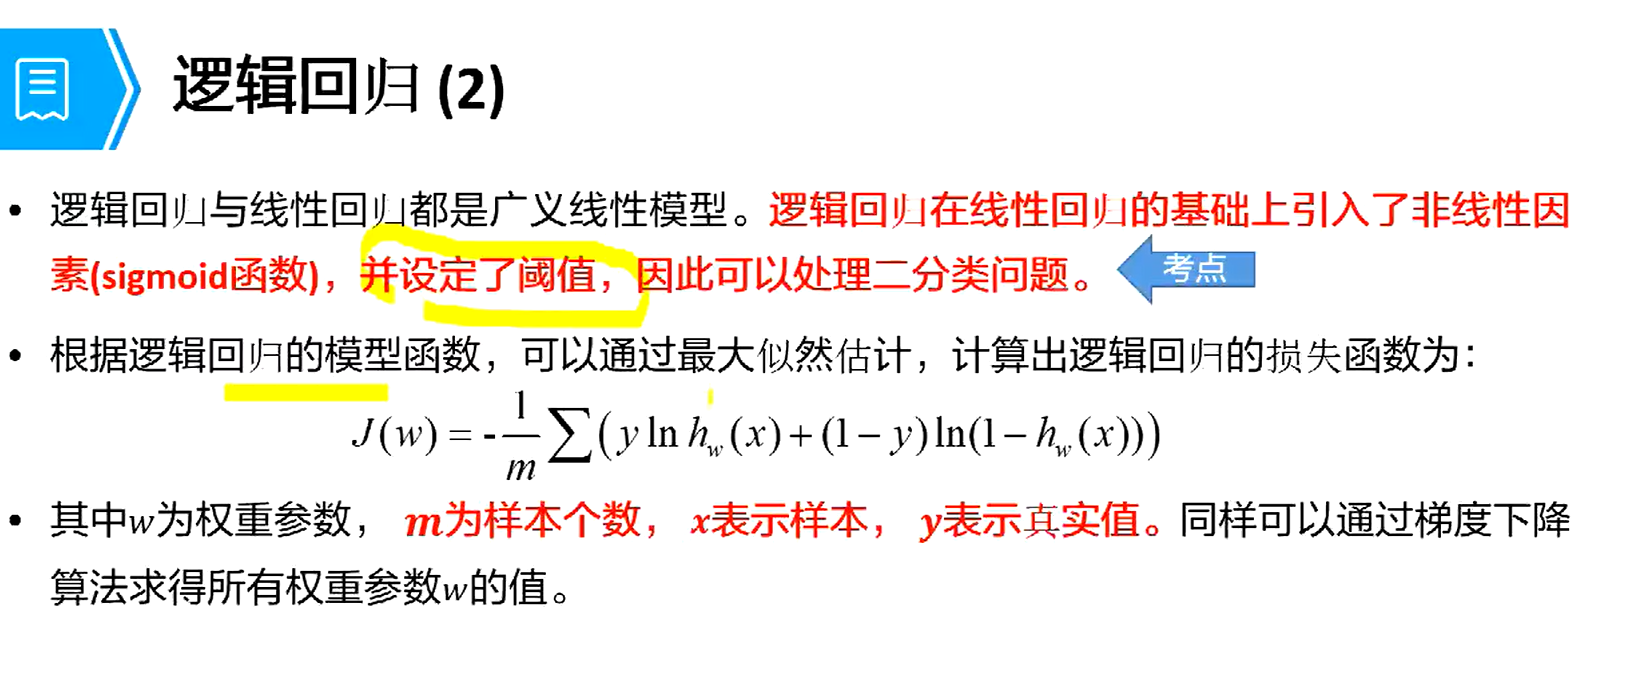 逻辑回归 (2)
• 逻辑回归与线性回归都是广义线性模型。逻辑回归在线性回归的基础上引入了非线性因
素(sigmoid函数)，并设定了阈值，因此可以处理二分类问题。
考点
• 根据逻辑回归的模型函数，可以通过最大似然估计，计算出逻辑回归的损失函数为：
J(w) = -\frac{1}{m} ∑(y ln h_w(x) + (1 − y) ln(1 − h_w(x)))
• 其中w为权重参数， m为样本个数， x表示样本， y表示真实值。同样可以通过梯度下降
算法求得所有权重参数w的值。